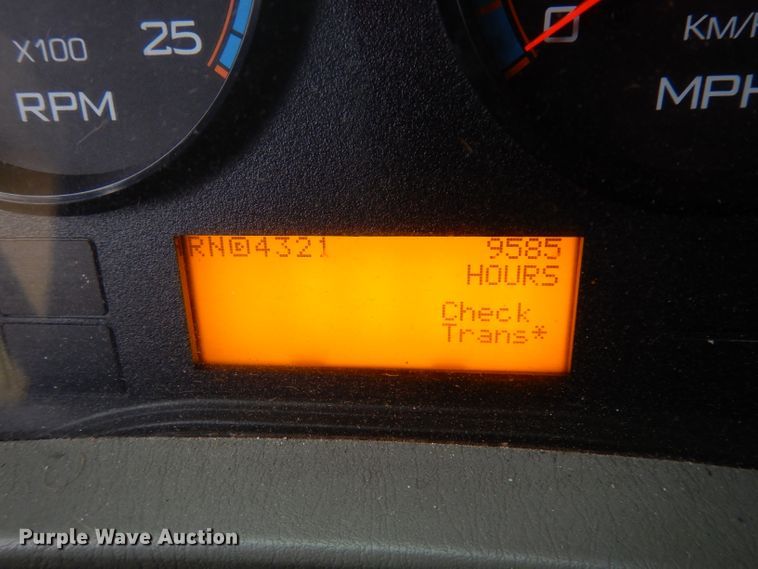 X100 25
RPM
0
KM/
MPH
RN@4321 9585
HOURS
Check
Trans*
Purple Wave Auction